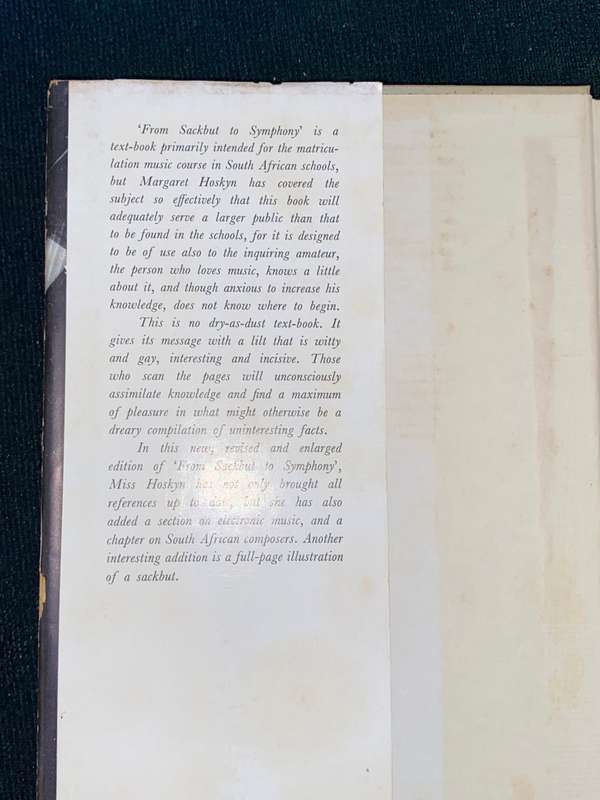 'From Sackbut to Symphony' is a
text-book primarily intended for the matricu-
lation music course in South African schools,
but Margaret Hoskyn has covered the
subject so effectively that this book will
adequately serve a larger public than that
to be found in the schools, for it is designed
to be of use also to the inquiring amateur,
the person who loves music, knows a little
about it, and though anxious to increase his
knowledge, does not know where to begin.
This is no dry-as-dust text-book. It
gives its message with a lilt that is witty
and gay, interesting and incisive. Those
who scan the pages will unconsciously
assimilate knowledge and find a maximum
of pleasure in what might otherwise be a
dreary compilation of uninteresting facts.
In this new, revised and enlarged
edition of 'From Sackbut to Symphony',
Miss Hoskyn has not only brought all
references up to date, but she has also
added a section on electronic music, and a
chapter on South African composers. Another
interesting addition is a full-page illustration
of a sackbut.